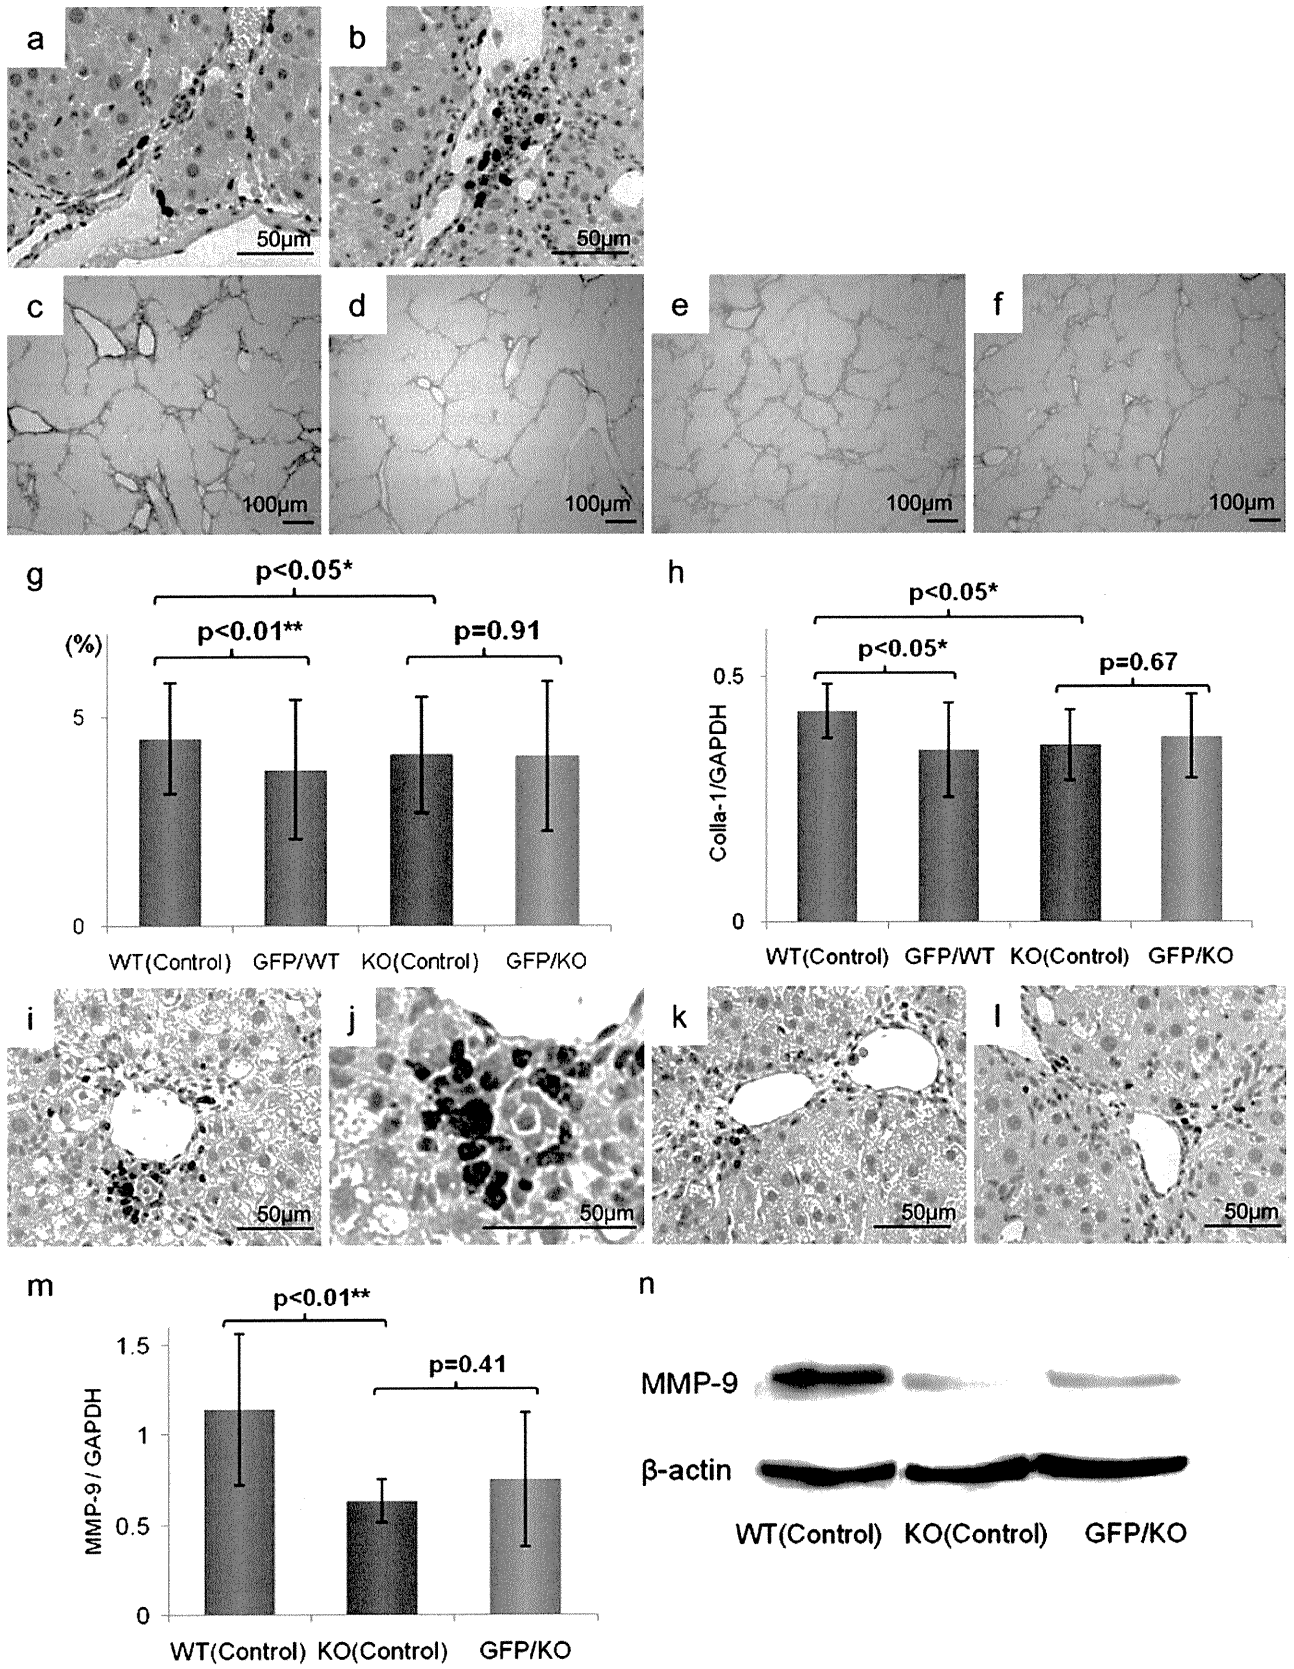 a
b
50μm
50μm
c
d
e
f
100μm
100μm
100μm
100μm
g
p<0.05*
(%)
p<0.01**
p=0.91
5
0
WT(Control)
GFP/WT
KO(Control)
GFP/KO
h
p<0.05*
p<0.05*
p=0.67
0.5
Colla-1/GAPDH
0
WT(Control)
GFP/WT
KO(Control)
GFP/KO
i
j
k
l
50μm
50μm
50μm
50μm
m
p<0.01**
1.5
p=0.41
1
MMP-9 / GAPDH
0.5
0
WT(Control)
KO(Control)
GFP/KO
n
MMP-9
β-actin
WT(Control)
KO(Control)
GFP/KO